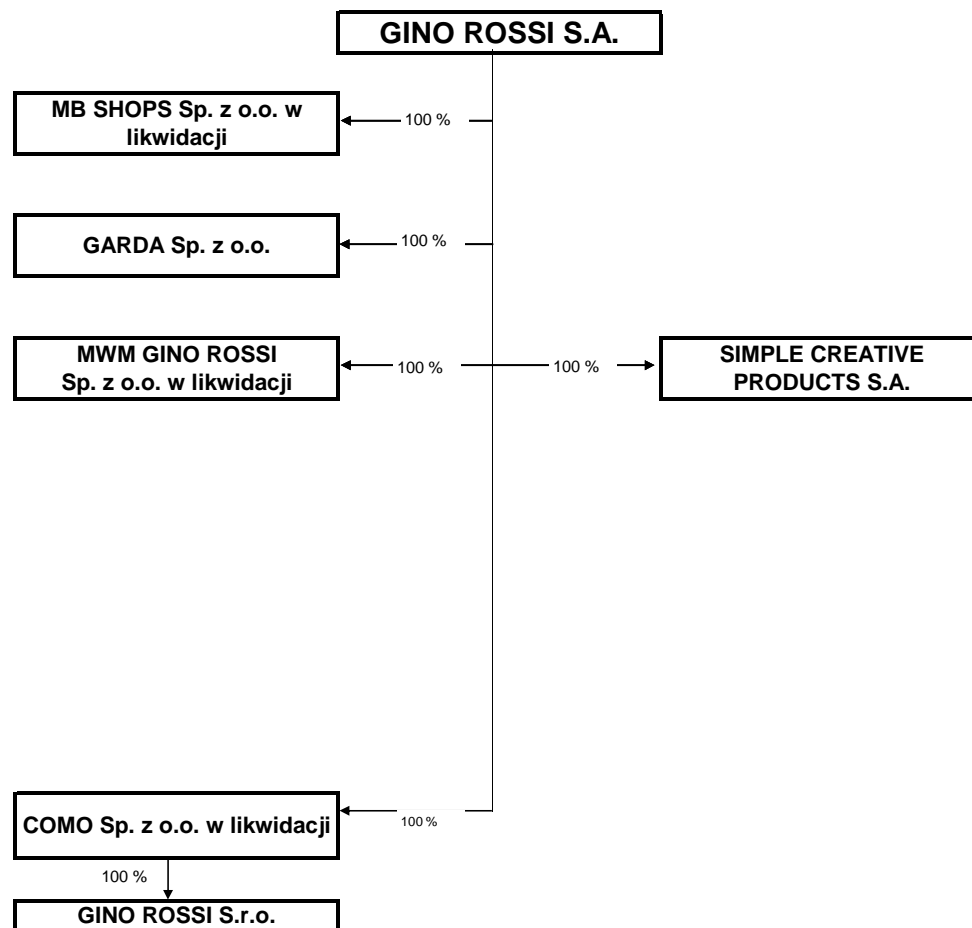 GINO ROSSI S.A.
MB SHOPS Sp. z o.o. w
likwidacji
100 %
GARDA Sp. z o.o.
100 %
MWM GINO ROSSI
Sp. z o.o. w likwidacji
100 %
100 %
SIMPLE CREATIVE
PRODUCTS S.A.
COMO Sp. z o.o. w likwidacji
100 %
100 %
GINO ROSSI S.r.o.